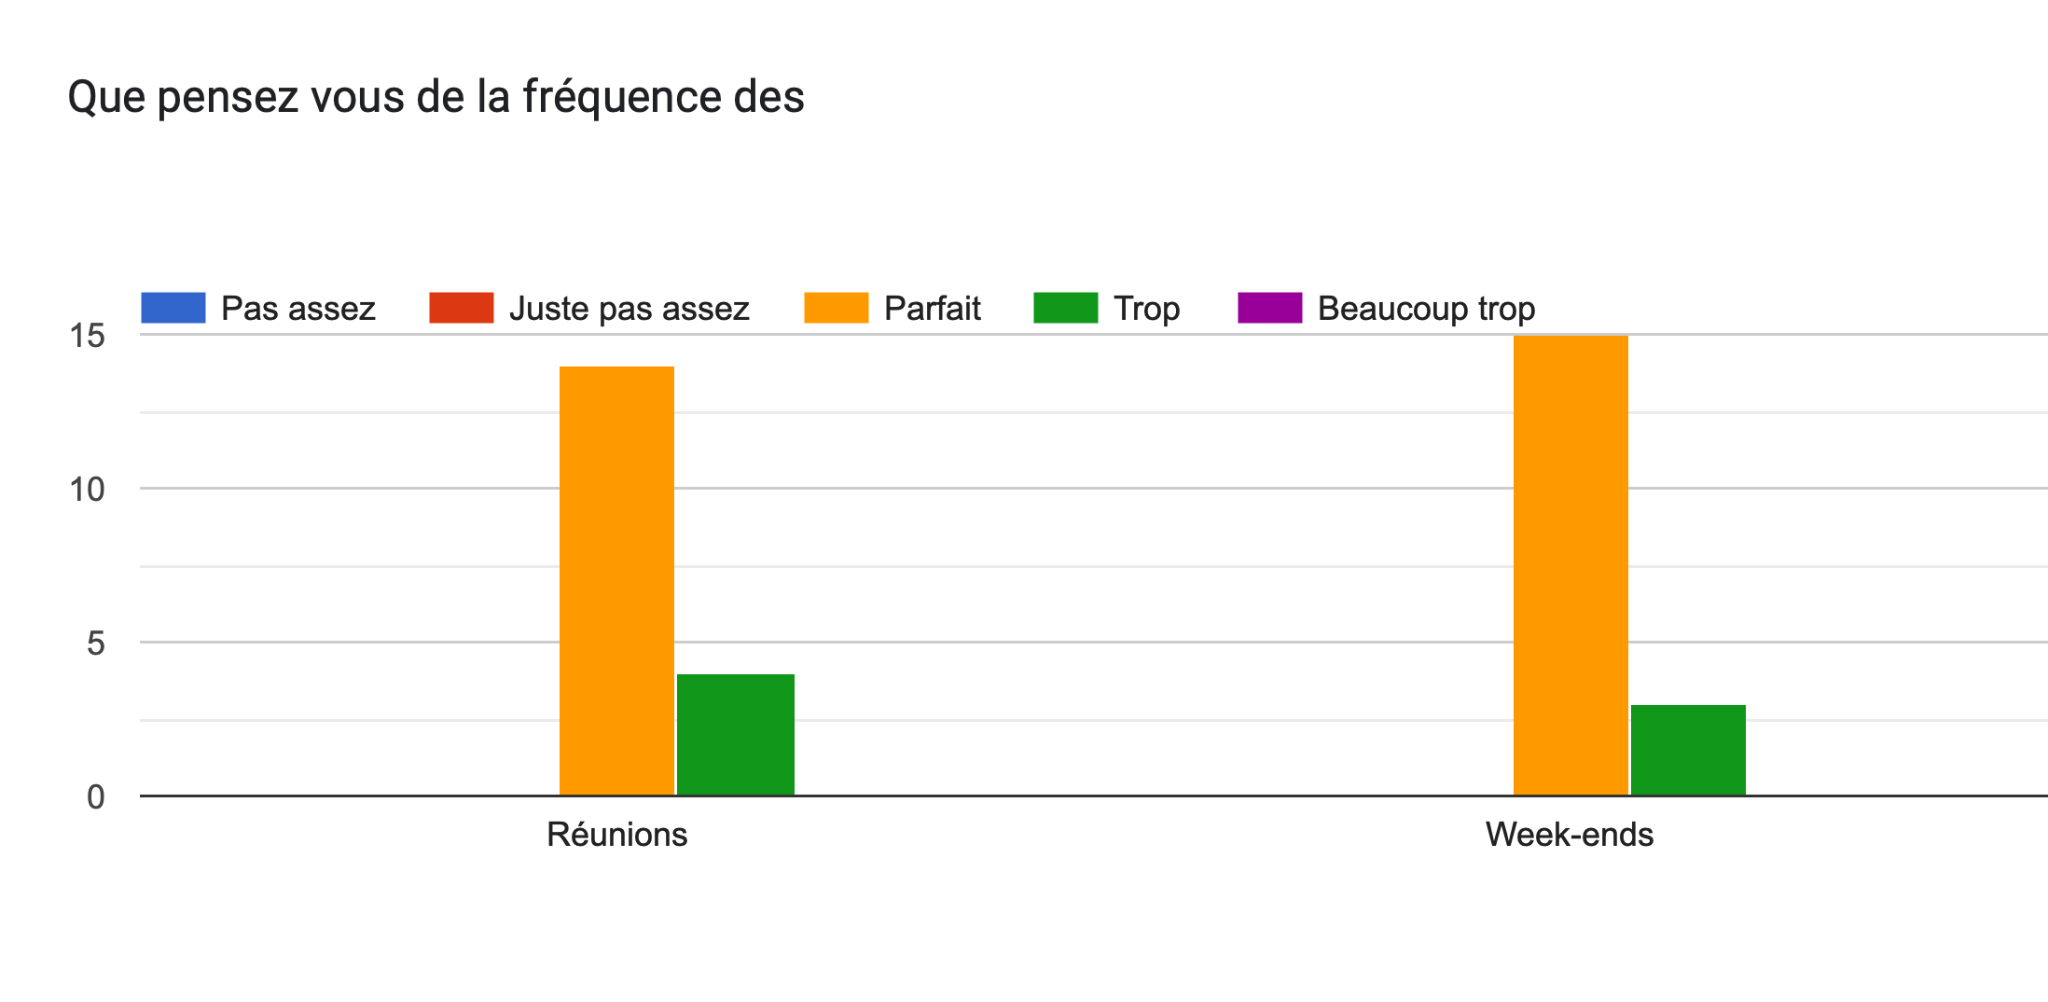 Que pensez vous de la fréquence des
Pas assez Juste pas assez Parfait Trop Beaucoup trop
15
10
5
0
Réunions Week-ends